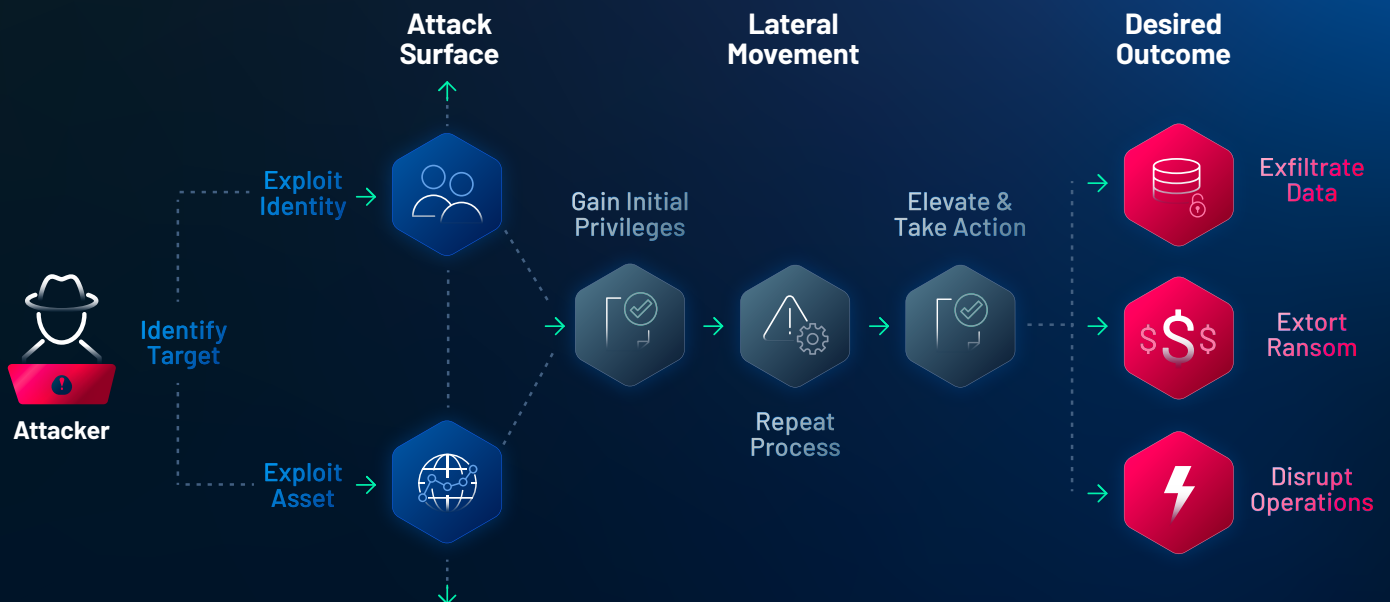 Attack
Surface
Lateral
Movement
Desired
Outcome
Exploit
Identity
Gain Initial
Privileges
Elevate &
Take Action
Exfiltrate
Data
Identify
Target
Attacker
Extort
Ransom
$ $ $
Repeat
Process
Exploit
Asset
Disrupt
Operations